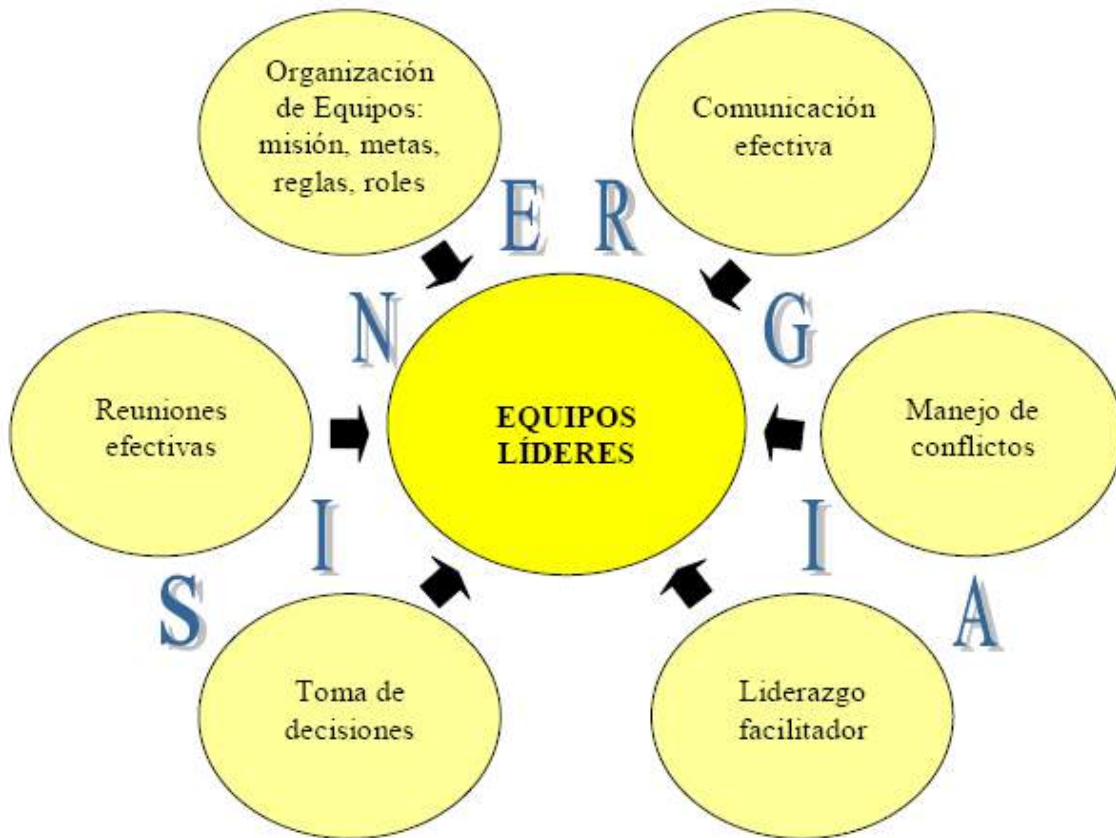 Organización
de Equipos:
misión, metas,
reglas, roles
Comunicación
efectiva
SINERGIA
Reuniones
efectivas
EQUIPOS
LÍDERES
Manejo de
conflictos
Toma de
decisiones
Liderazgo
facilitador